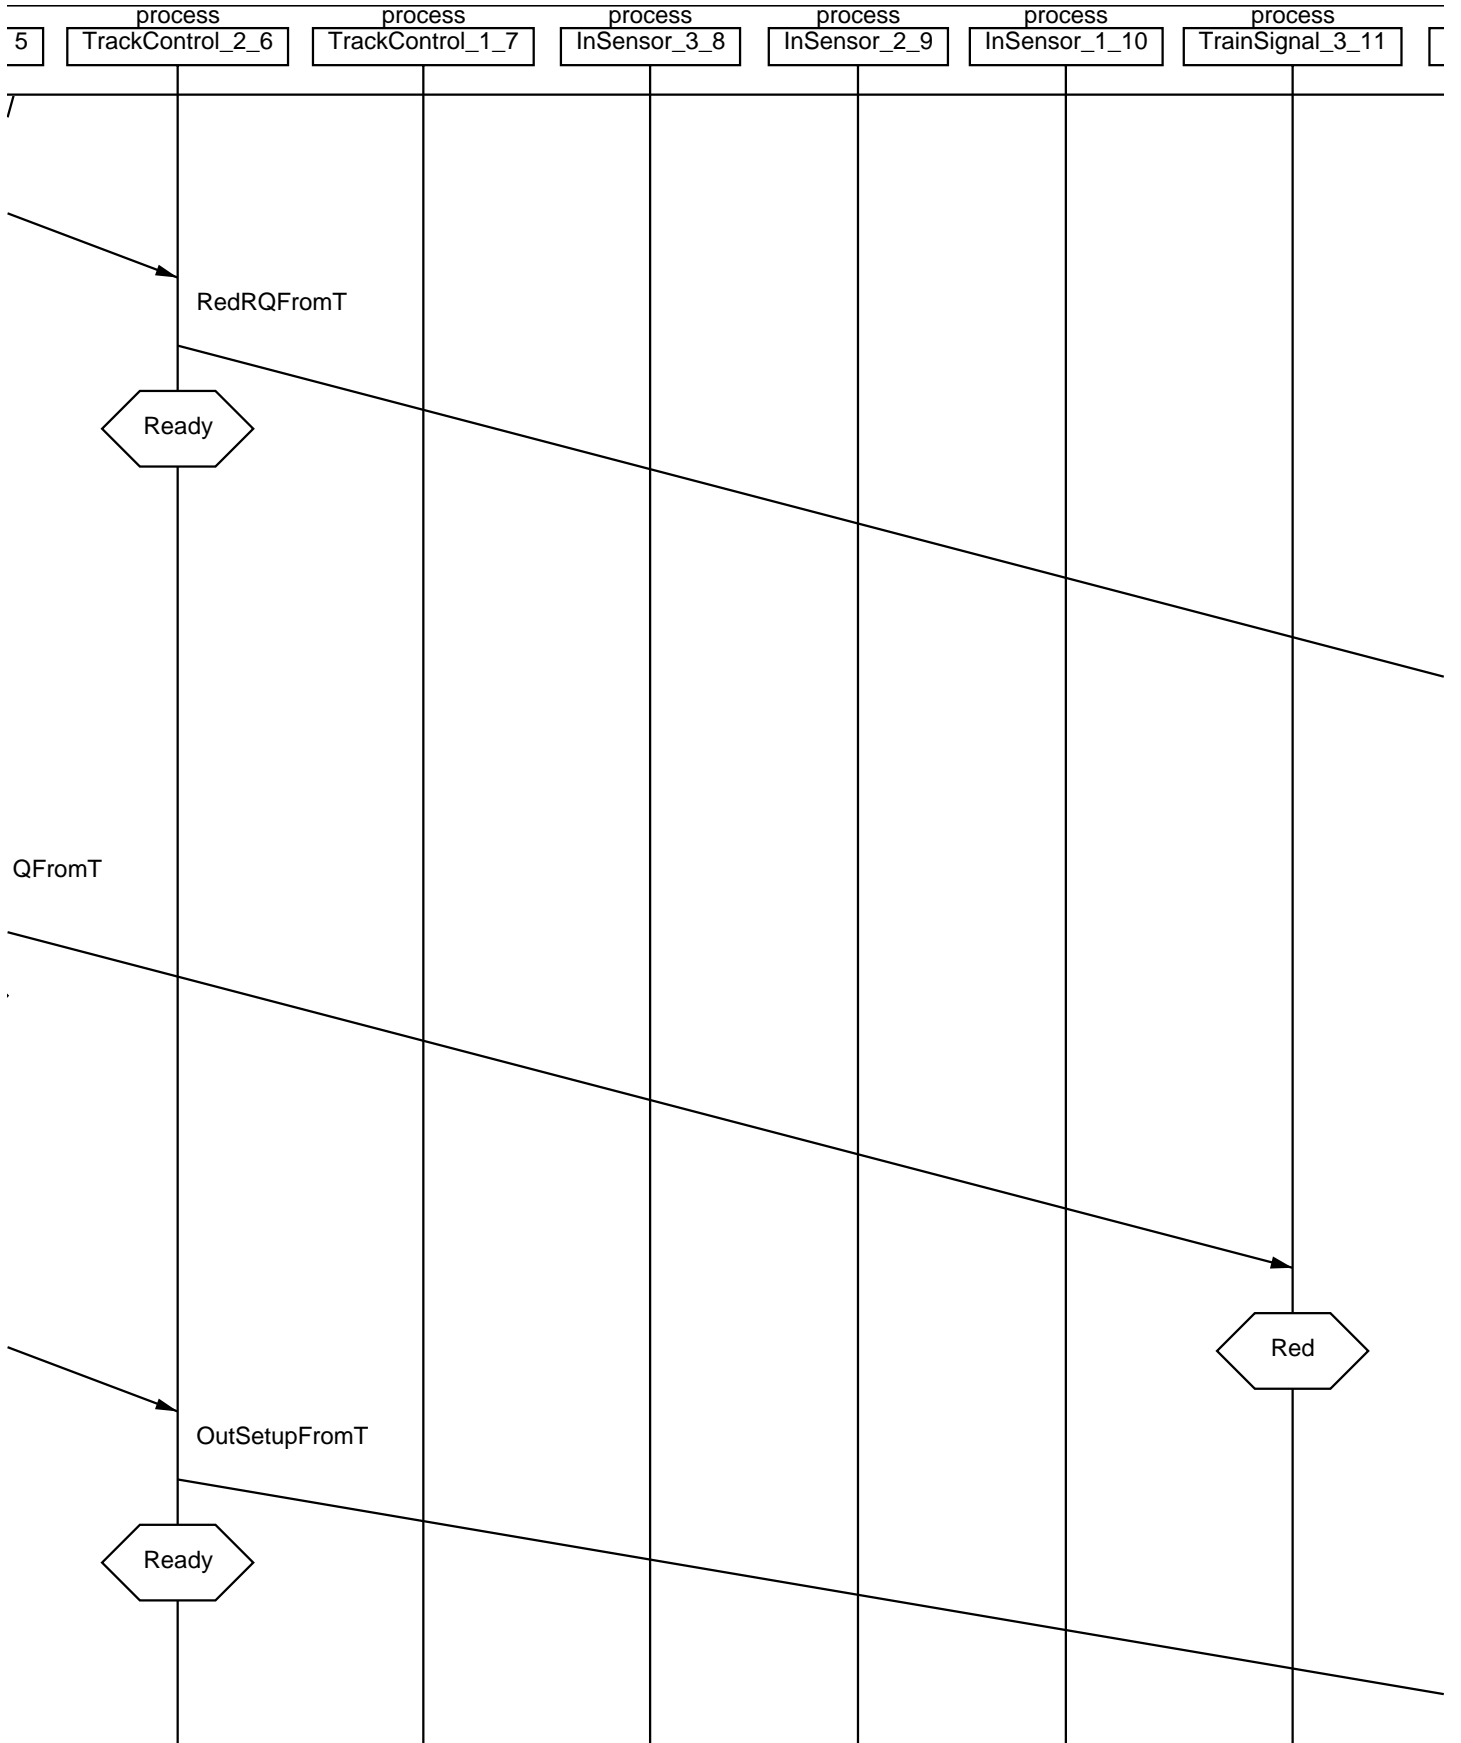 process process process process process process
5 TrackControl_2_6 TrackControl_1_7 InSensor_3_8 InSensor_2_9 InSensor_1_10 TrainSignal_3_11
RedRQFromT
Ready
QFromT
Red
OutSetupFromT
Ready